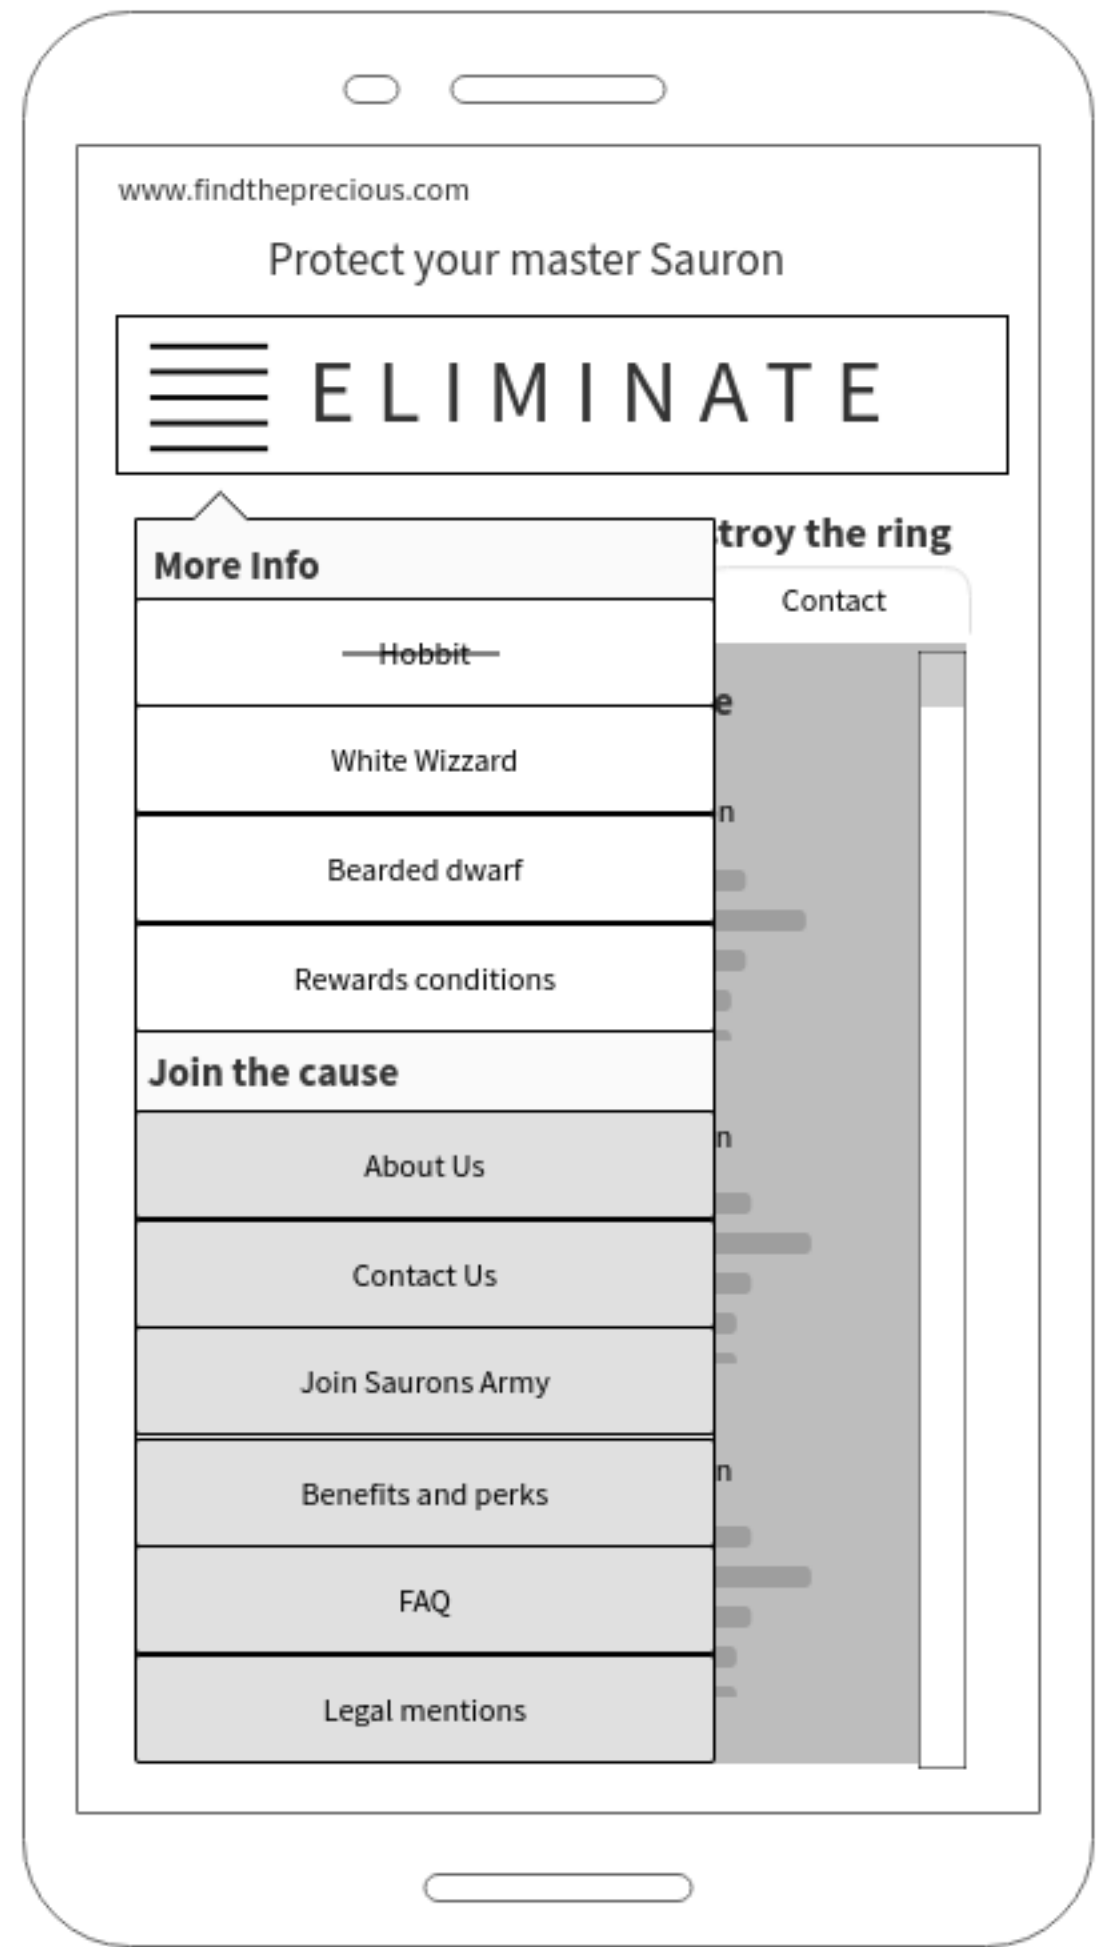 www.findtheprecious.com
Protect your master Sauron
ELIMINATE
troy the ring
More Info
Contact
Hobbit
e
White Wizzard
n
Bearded dwarf
Rewards conditions
Join the cause
n
About Us
Contact Us
Join Saurons Army
n
Benefits and perks
FAQ
Legal mentions